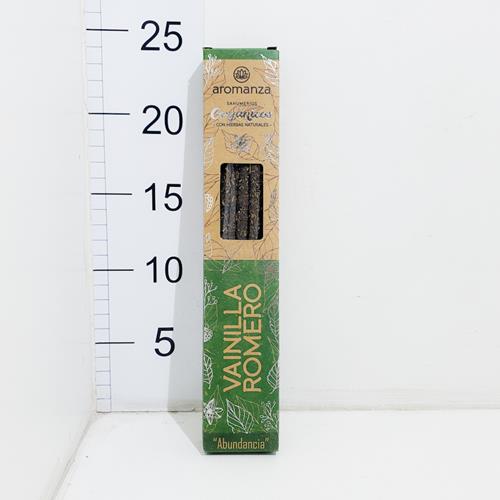 25
20
15
10
5
aromanza
SAHUMERIOS
Orgánicos
- CON HIERBAS NATURALES -
VAINILLA
ROMERO
"Abundancia"